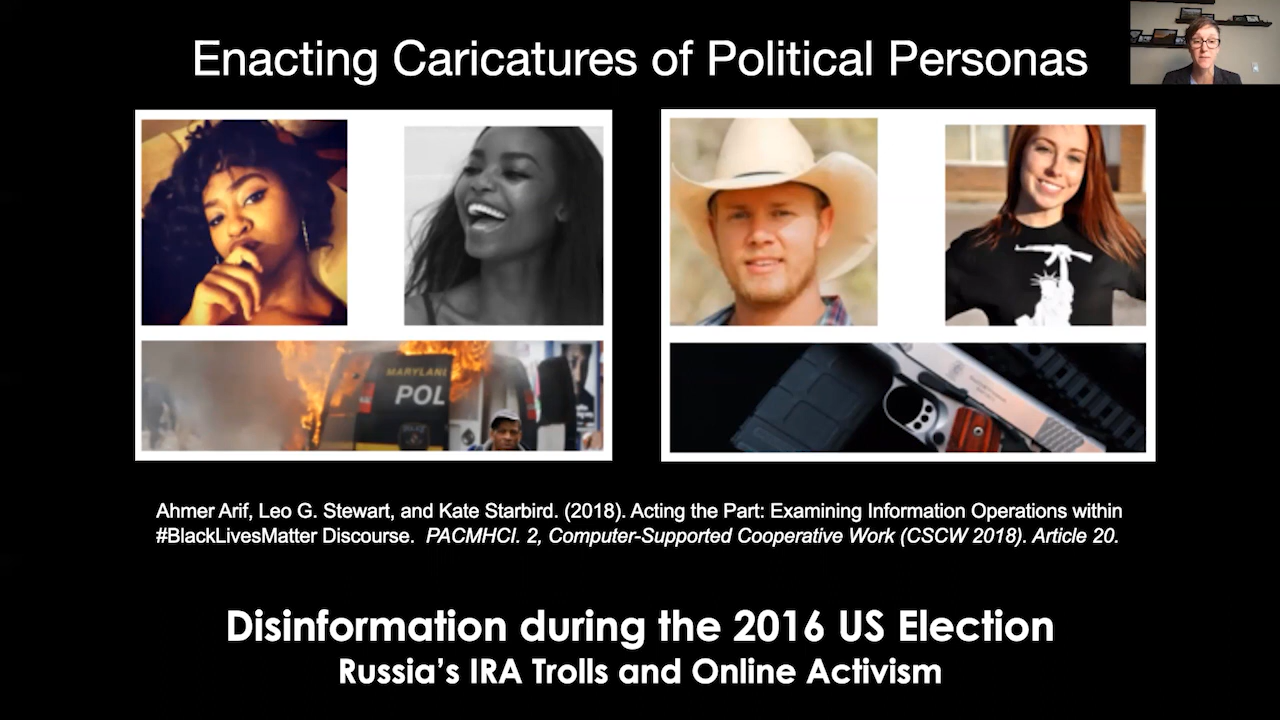 Enacting Caricatures of Political Personas
MARYLAND
POL
POLICE
Ahmer Arif, Leo G. Stewart, and Kate Starbird. (2018). Acting the Part: Examining Information Operations within
#BlackLivesMatter Discourse. PACMHCI. 2, Computer-Supported Cooperative Work (CSCW 2018). Article 20.
Disinformation during the 2016 US Election
Russia's IRA Trolls and Online Activism